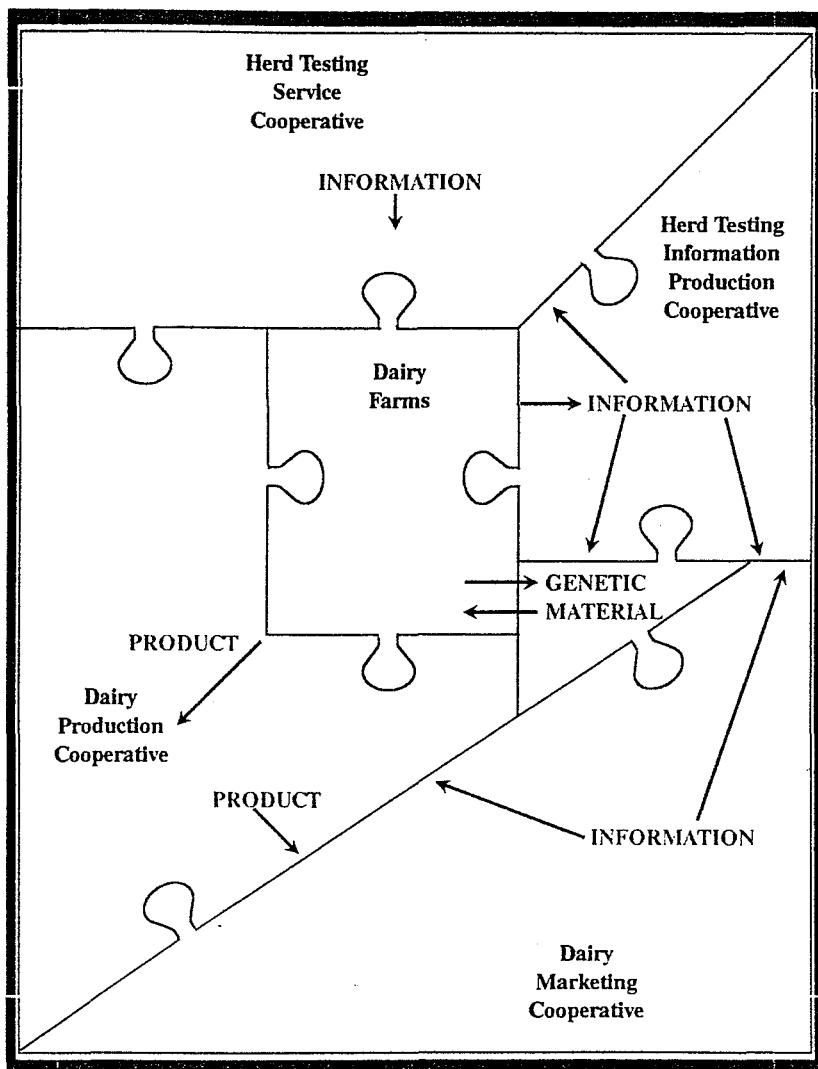 Herd Testing
Service
Cooperative
INFORMATION
Herd Testing
Information
Production
Cooperative
Dairy
Farms
INFORMATION
GENETIC
MATERIAL
PRODUCT
Dairy
Production
Cooperative
PRODUCT
INFORMATION
Dairy
Marketing
Cooperative